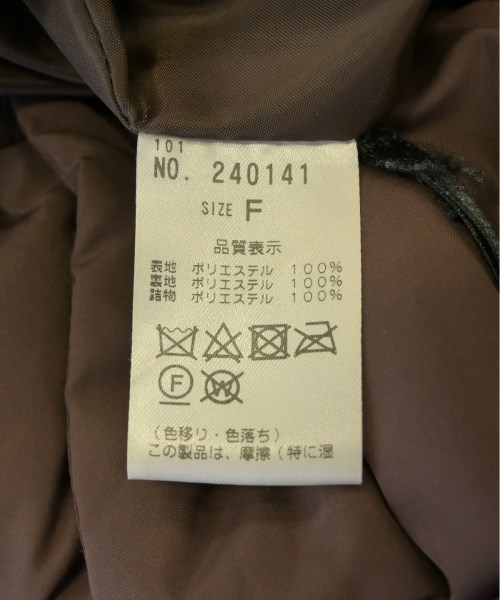 101
NO. 240141
SIZE F
品質表示
表地 ポリエステル 100%
裏地 ポリエステル 100%
詰物 ポリエステル 100%
F W
(色移り・色落ち)
この製品は、摩擦(特に湿